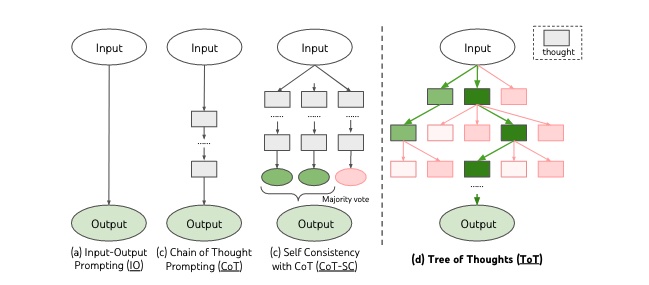 Input
Input
Input
Input
thought
......
......
......
......
......
Majority vote
Output
Output
Output
Output
(a) Input-Output
Prompting (IO)
(c) Chain of Thought
Prompting (CoT)
(c) Self Consistency
with CoT (CoT-SC)
(d) Tree of Thoughts (ToT)